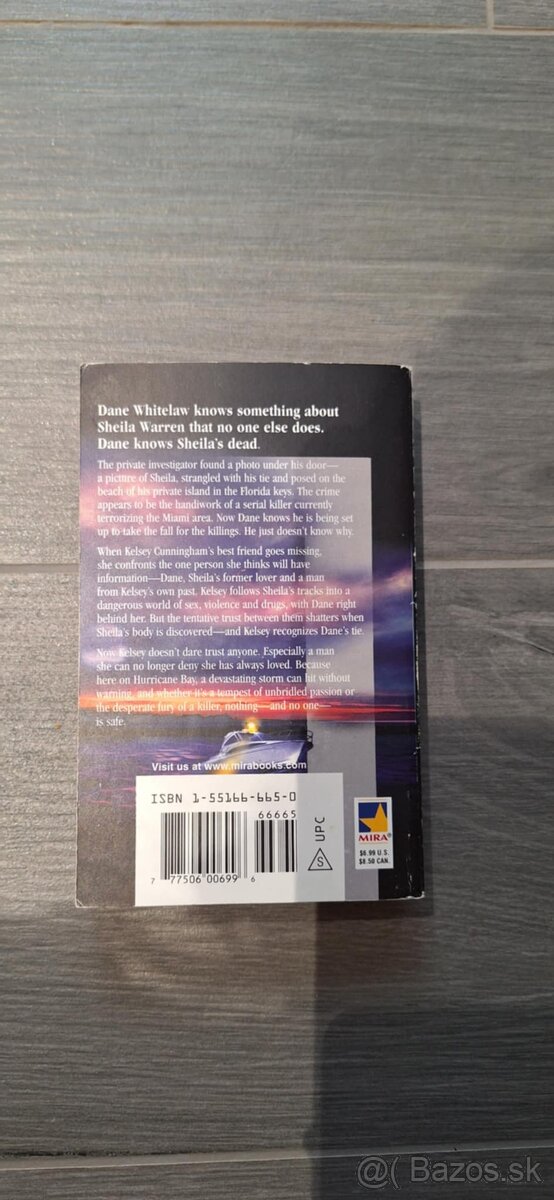 Dane Whitelaw knows something about
Sheila Warren that no one else does.
Dane knows Sheila's dead.
The private investigator found a photo under his door—
a picture of Sheila, strangled with his tie and posed on the
beach of his private island in the Florida keys. The crime
appears to be the handiwork of a serial killer currently
terrorizing the Miami area. Now Dane knows he is being set
up to take the fall for the killings. He just doesn't know why.
When Kelsey Cunningham's best friend goes missing,
she confronts the one person she thinks will have
information—Dane, Sheila's former lover and a man
from Kelsey's own past. Kelsey follows Sheila's tracks into a
dangerous world of sex, violence and drugs, with Dane right
behind her. But the tentative trust between them shatters when
Sheila's body is discovered—and Kelsey recognizes Dane's tie.
Now Kelsey doesn't dare trust anyone. Especially a man
she can no longer deny she has always loved. Because
here on Hurricane Bay, a devastating storm can hit without
warning, and whether it's a tempest of unbridled passion or
the desperate fury of a killer, nothing—and no one—
is safe.
Visit us at www.mirabooks.com
ISBN 1-55166-665-0
66665
UPC
S
7 77506 00699 6
MIRA®
$6.99 U.S.
$8.50 CAN.
@( Bazos.sk